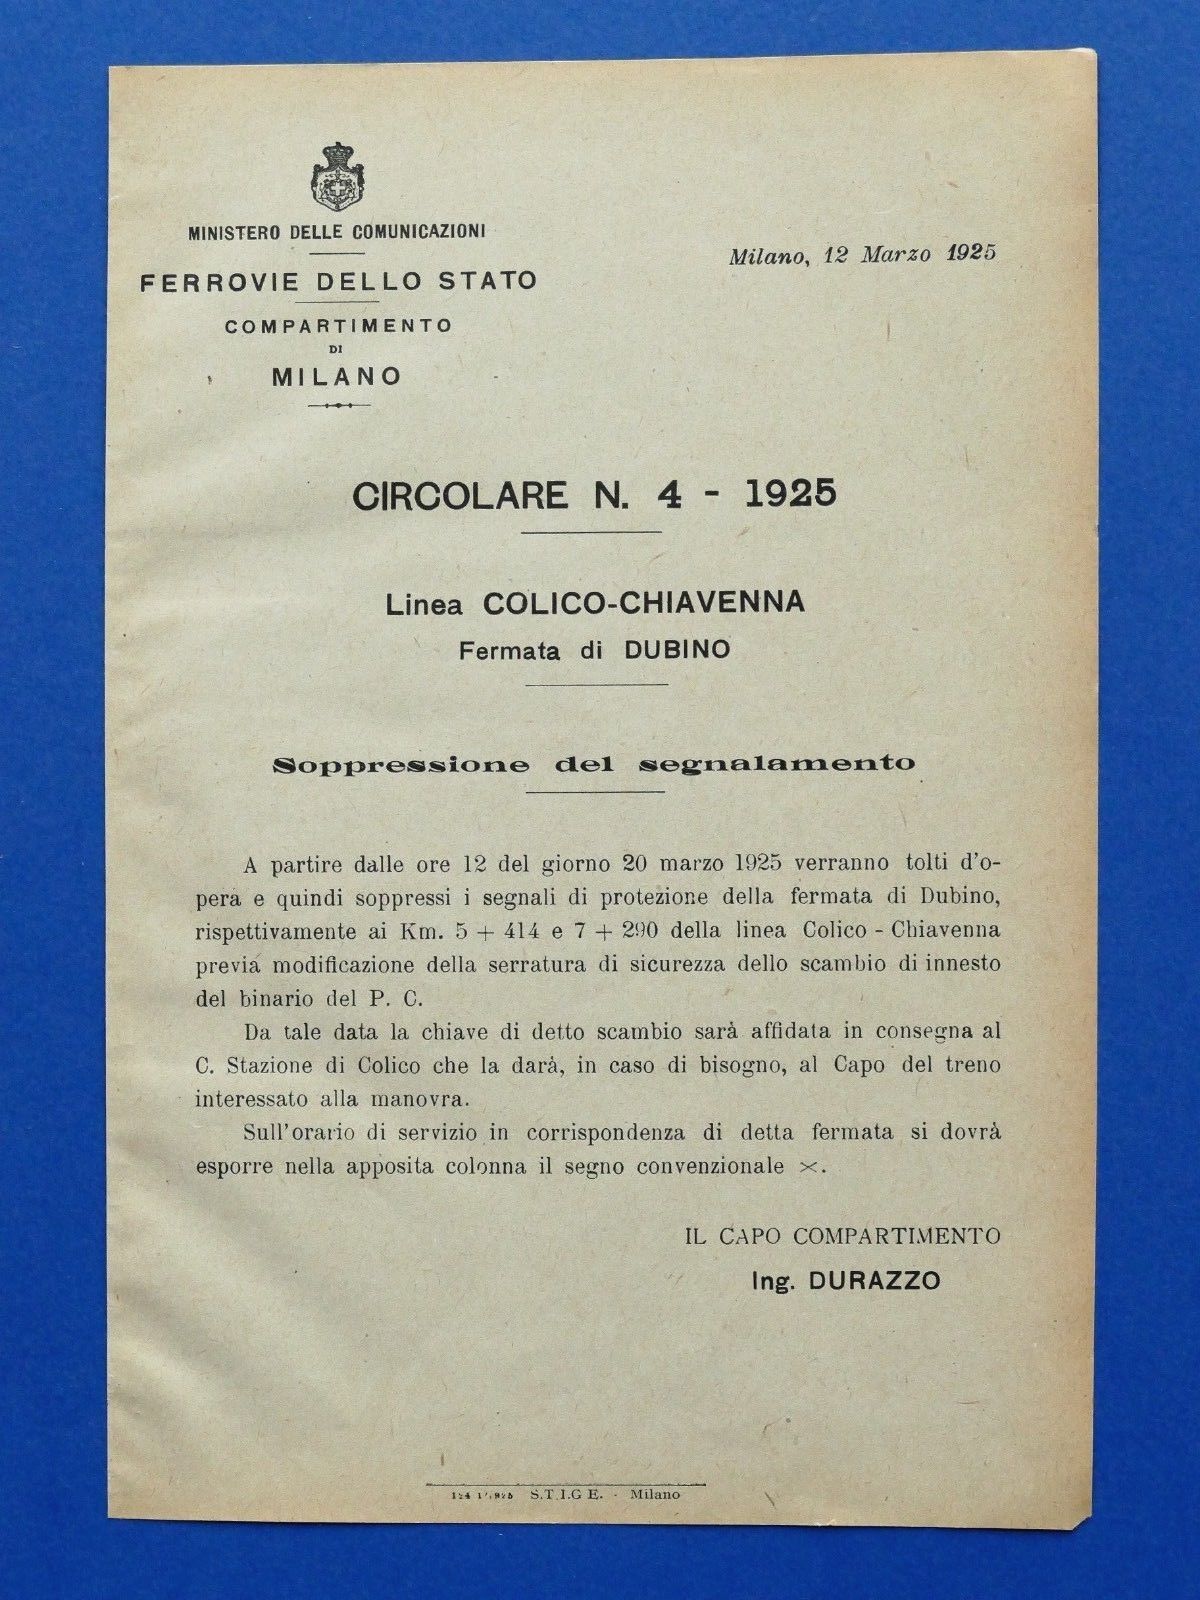 MINISTERO DELLE COMUNICAZIONI
FERROVIE DELLO STATO
COMPARTIMENTO
DI
MILANO
Milano, 12 Marzo 1925
CIRCOLARE N. 4 - 1925
Linea COLICO-CHIAVENNA
Fermata di DUBINO
Soppressione del segnalamento
A partire dalle ore 12 del giorno 20 marzo 1925 verranno tolti d'o-
pera e quindi soppressi i segnali di protezione della fermata di Dubino,
rispettivamente ai Km. 5 + 414 e 7 + 290 della linea Colico - Chiavenna
previa modificazione della serratura di sicurezza dello scambio di innesto
del binario del P. C.
Da tale data la chiave di detto scambio sarà affidata in consegna al
C. Stazione di Colico che la darà, in caso di bisogno, al Capo del treno
interessato alla manovra.
Sull'orario di servizio in corrispondenza di detta fermata si dovrà
esporre nella apposita colonna il segno convenzionale ×.
IL CAPO COMPARTIMENTO
Ing. DURAZZO
S.T.I.G E. - Milano